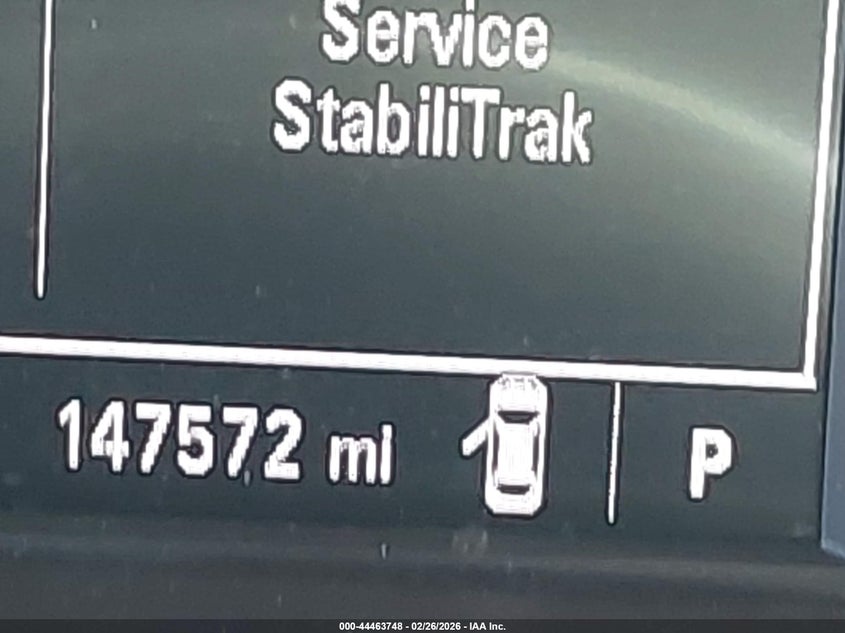 Service
StabiliTrak
147572 mi
P
000-44463748 - 02/26/2026 - IAA Inc.